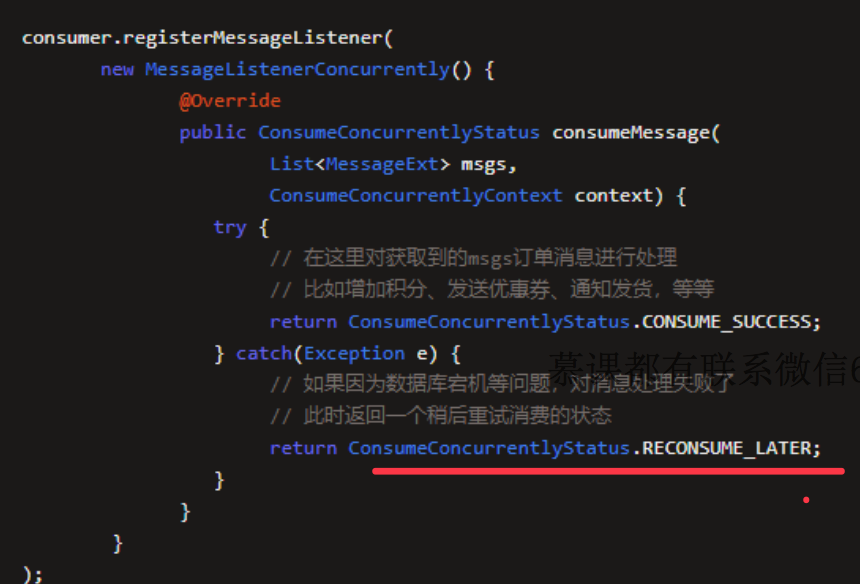 consumer.registerMessageListener(
new MessageListenerConcurrently() {
@Override
public ConsumeConcurrentlyStatus consumeMessage(
List<MessageExt> msgs,
ConsumeConcurrentlyContext context) {
try {
// 在这里对获取到的msgs订单消息进行处理
// 比如增加积分、发送优惠券、通知发货，等等
return ConsumeConcurrentlyStatus.CONSUME_SUCCESS;
} catch(Exception e) {
慕课都有联系微信6
// 如果因为数据库宕机等问题，对消息处理失败了
// 此时返回一个稍后重试消费的状态
return ConsumeConcurrentlyStatus.RECONSUME_LATER;
}
}
}
);